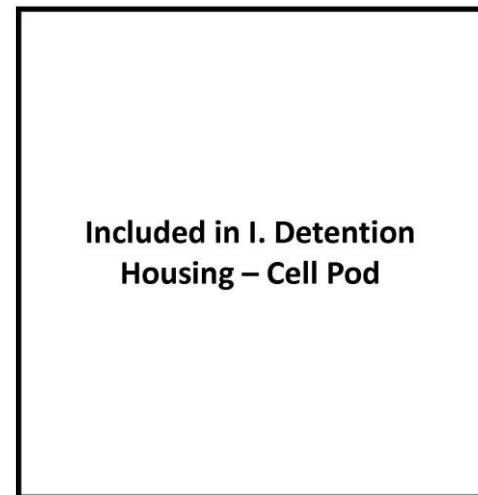 Included in I. Detention
Housing – Cell Pod